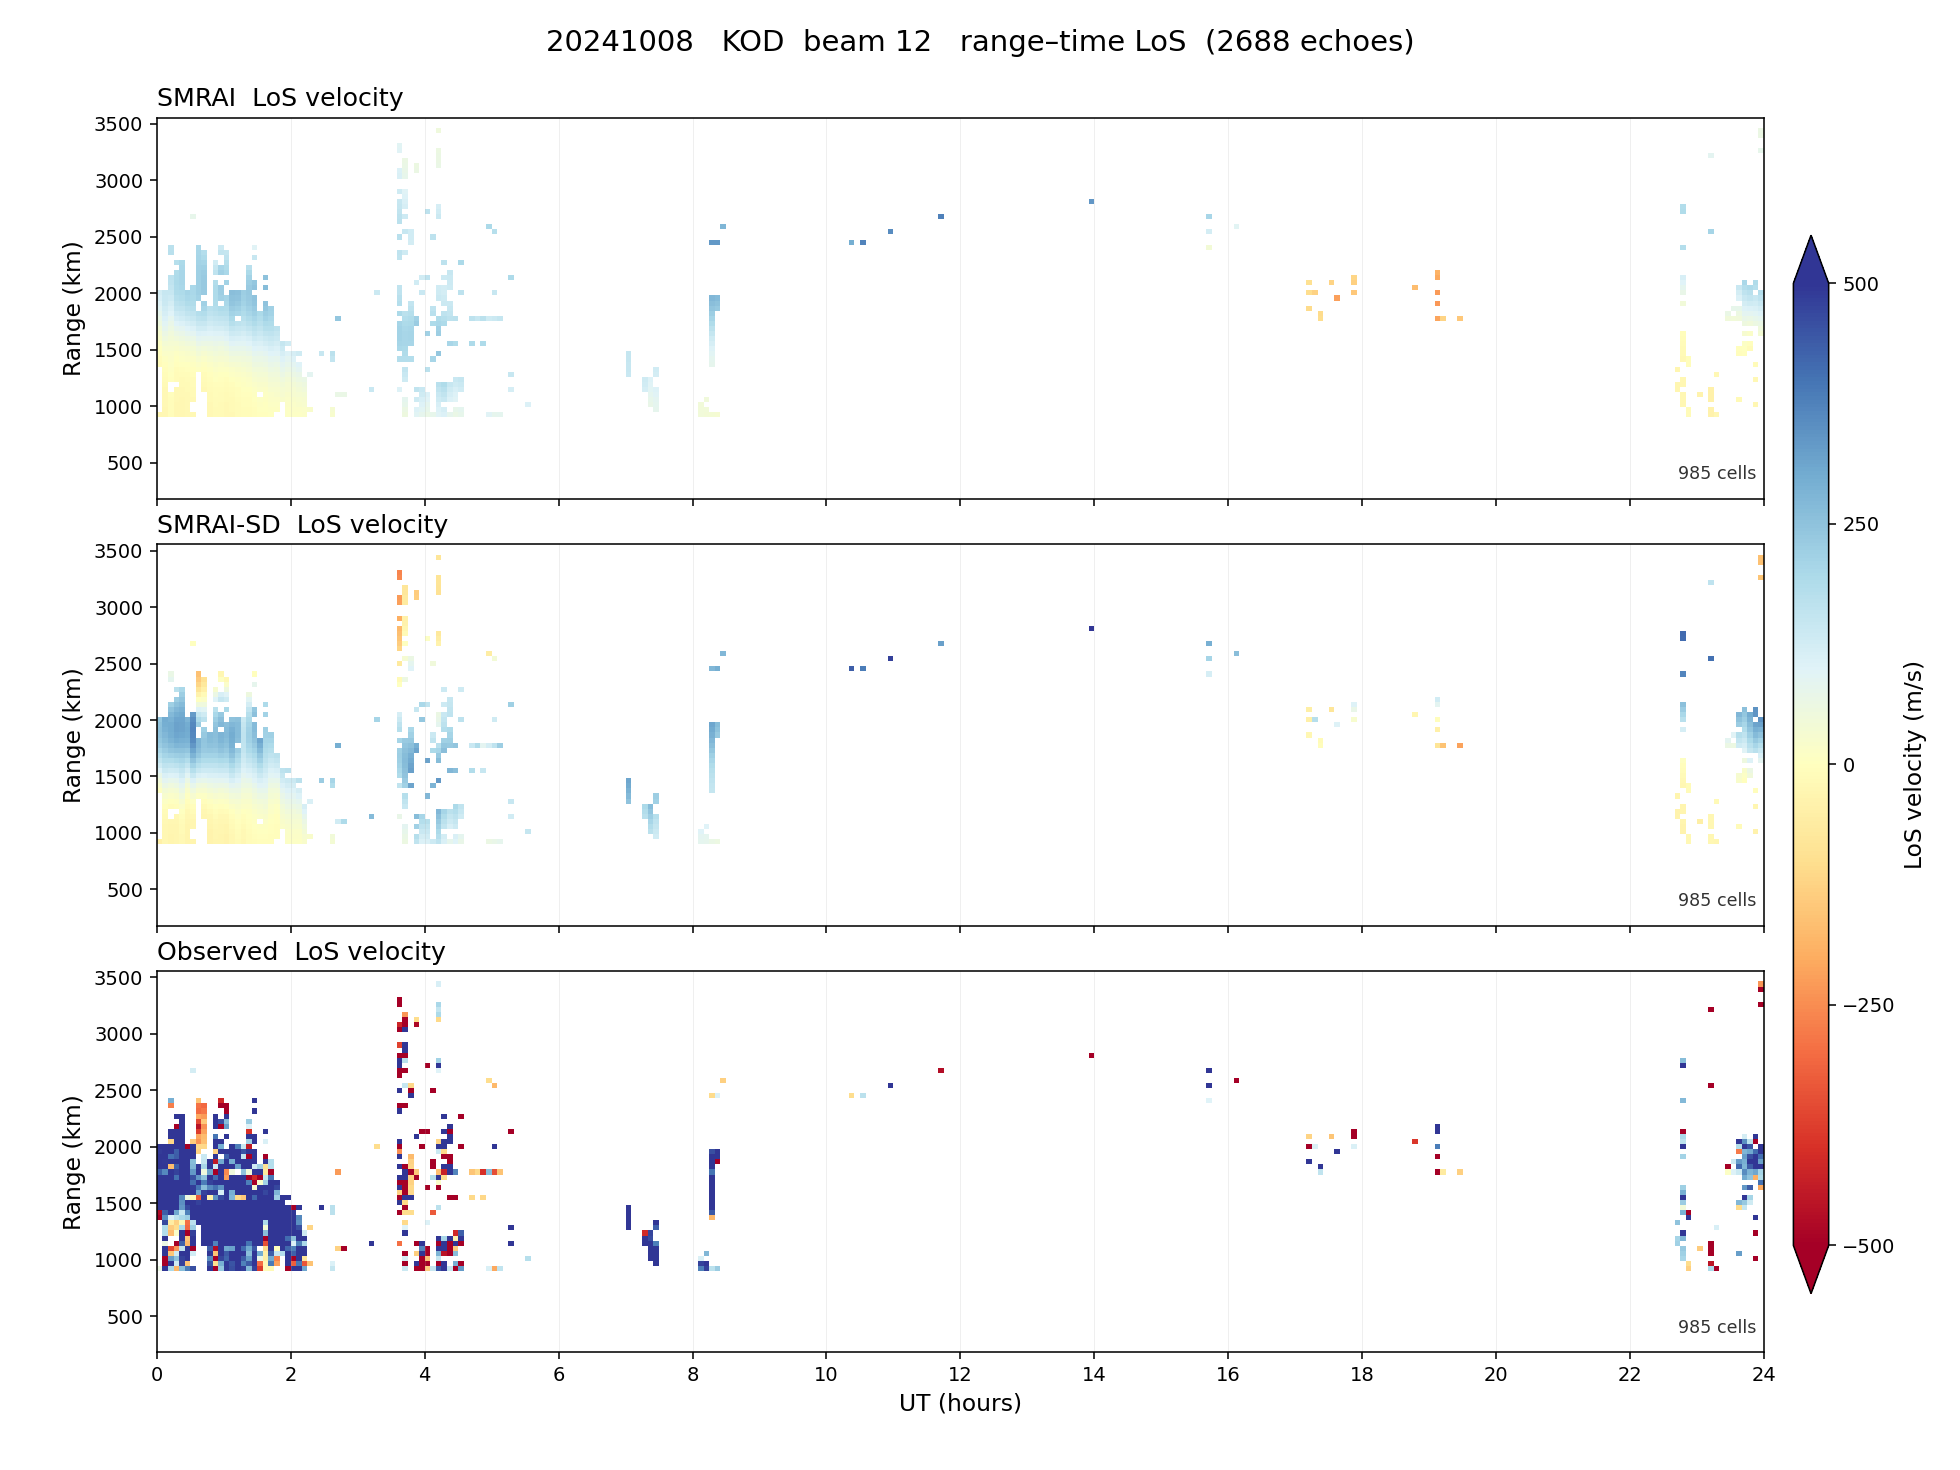 20241008   KOD  beam 12   range–time LoS  (2688 echoes)
SMRAI  LoS velocity
3500
3000
2500
2000
1500
1000
500
Range (km)
985 cells
SMRAI-SD  LoS velocity
3500
3000
2500
2000
1500
1000
500
Range (km)
985 cells
Observed  LoS velocity
3500
3000
2500
2000
1500
1000
500
Range (km)
985 cells
0 2 4 6 8 10 12 14 16 18 20 22 24
UT (hours)
500
250
0
−250
−500
LoS velocity (m/s)